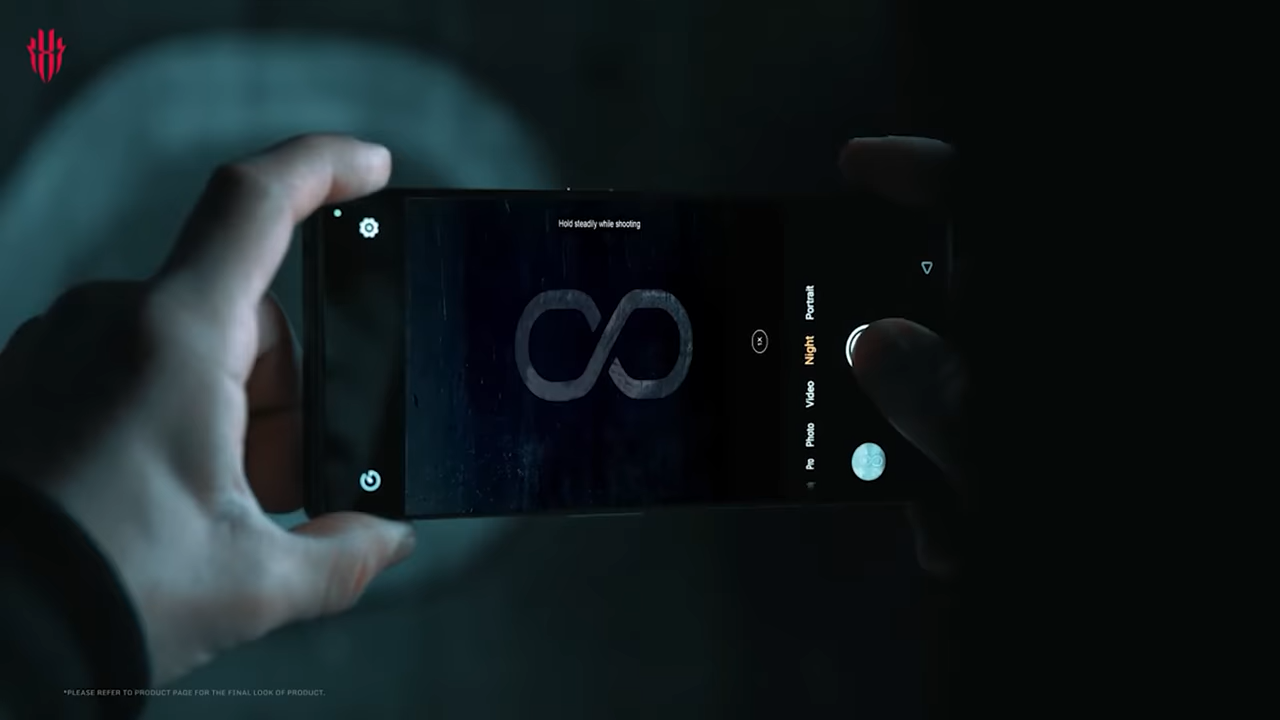 Hold steadily while shooting
1X
Portrait
Night
Video
Photo
Pro
*PLEASE REFER TO PRODUCT PAGE FOR THE FINAL LOOK OF PRODUCT.